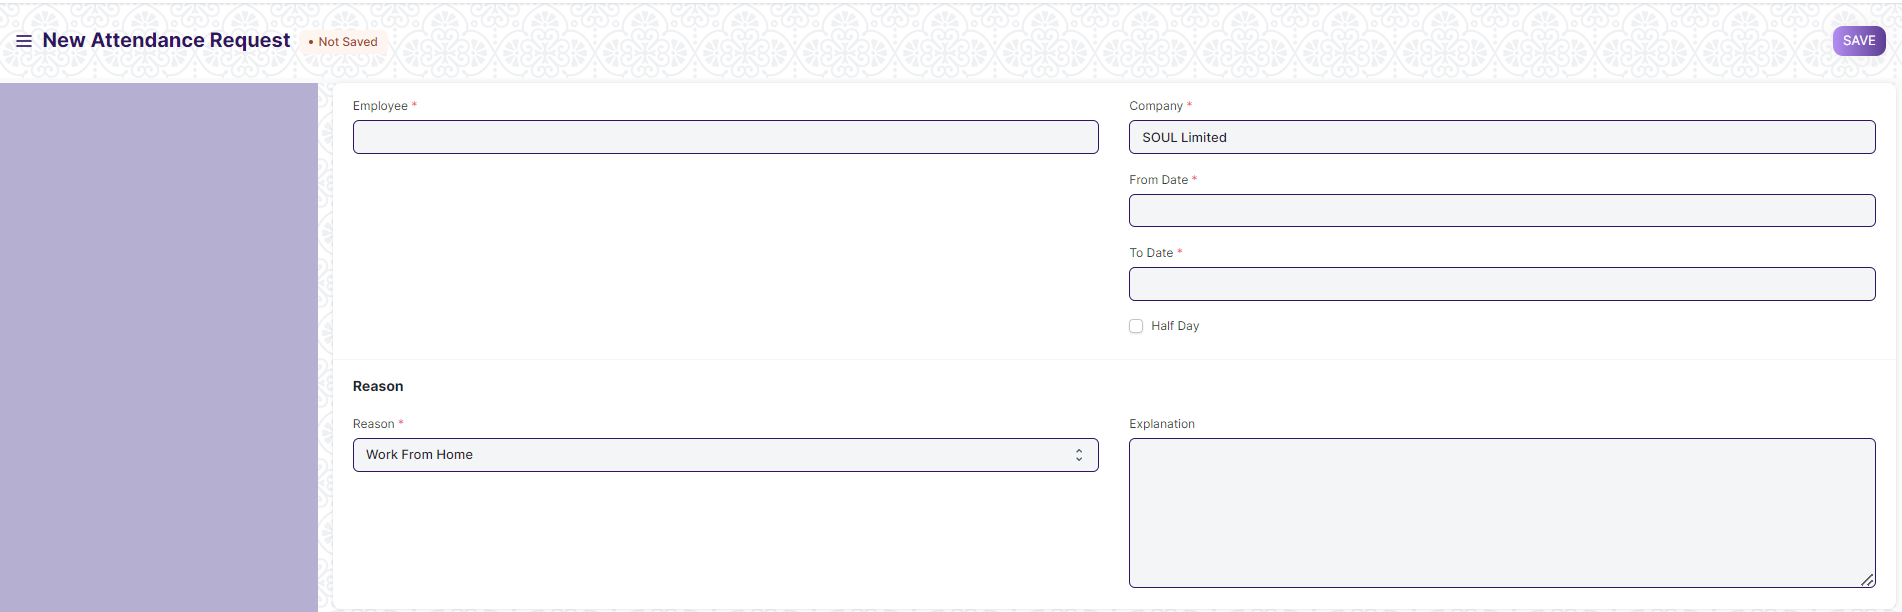 New Attendance Request
• Not Saved
SAVE
Employee *
Company *
SOUL Limited
From Date *
To Date *
Half Day
Reason
Reason *
Work From Home
Explanation